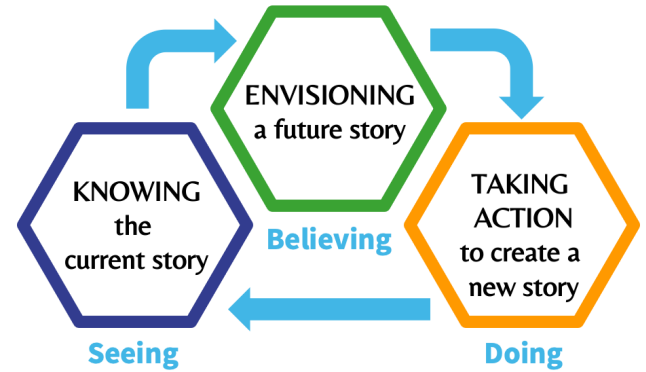 KNOWING
the
current story
Seeing
ENVISIONING
a future story
Believing
TAKING
ACTION
to create a
new story
Doing